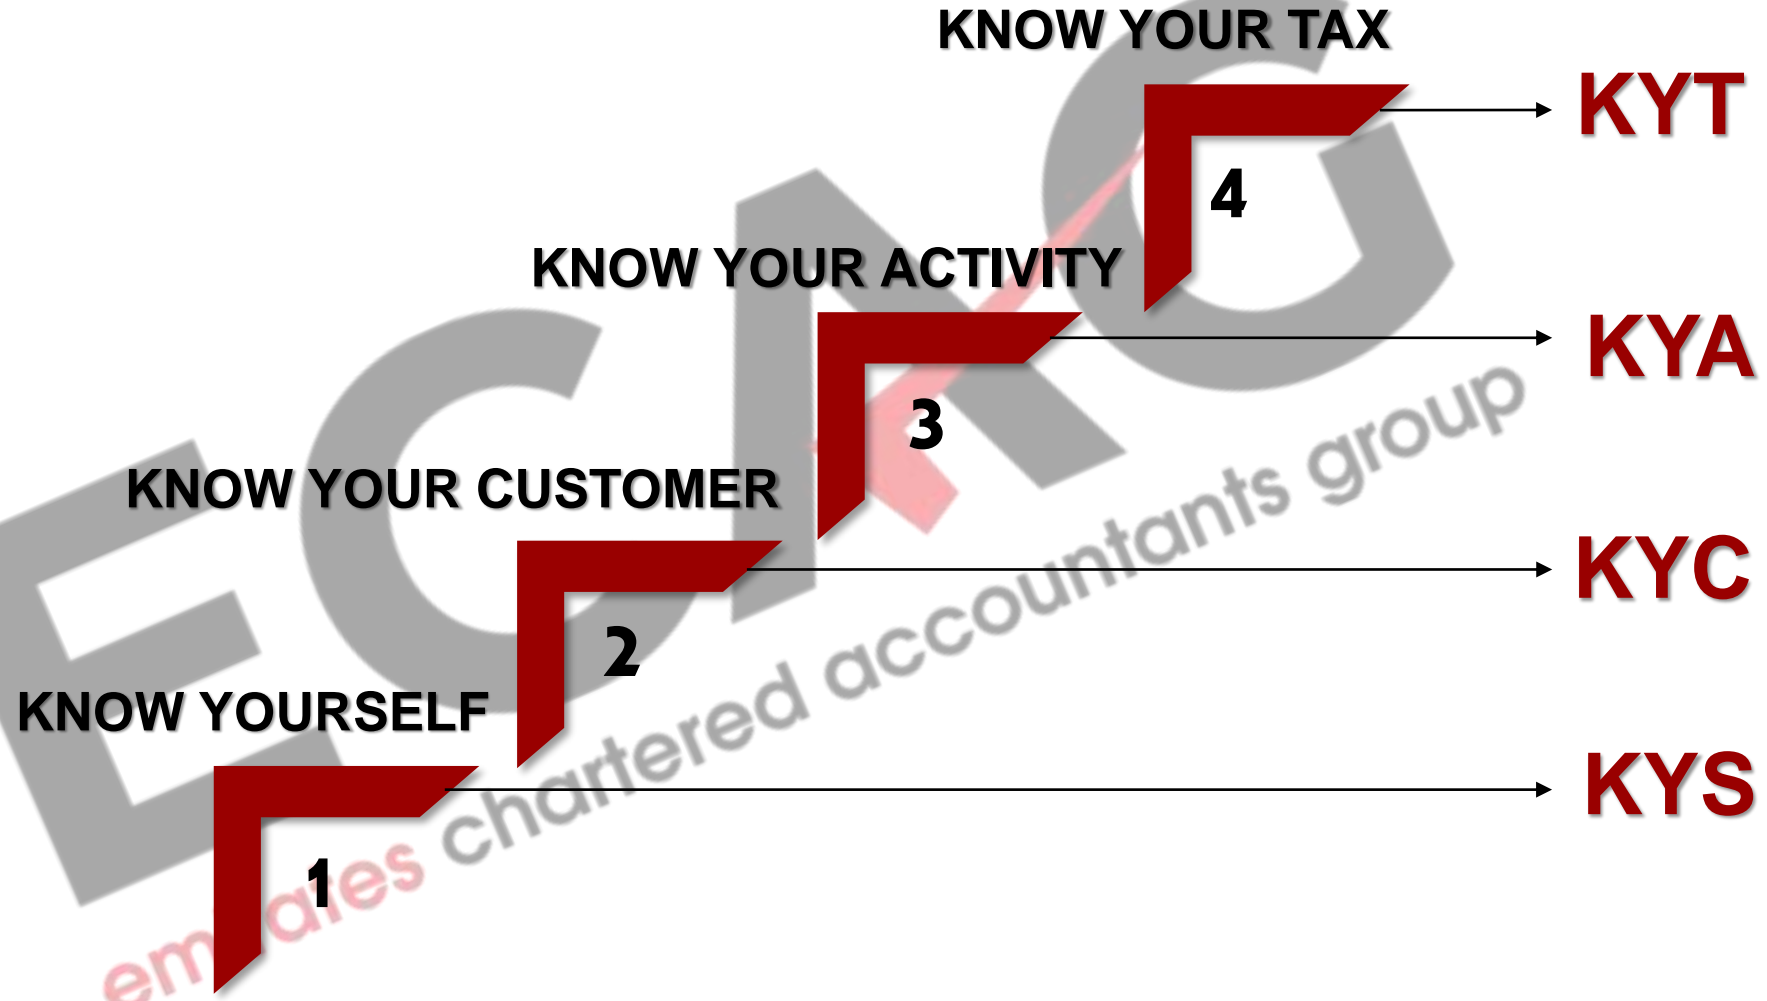 KNOW YOUR TAX
KYT
4
KNOW YOUR ACTIVITY
KYA
3
KNOW YOUR CUSTOMER
KYC
2
KNOW YOURSELF
KYS
1
ECAG
emirates chartered accountants group